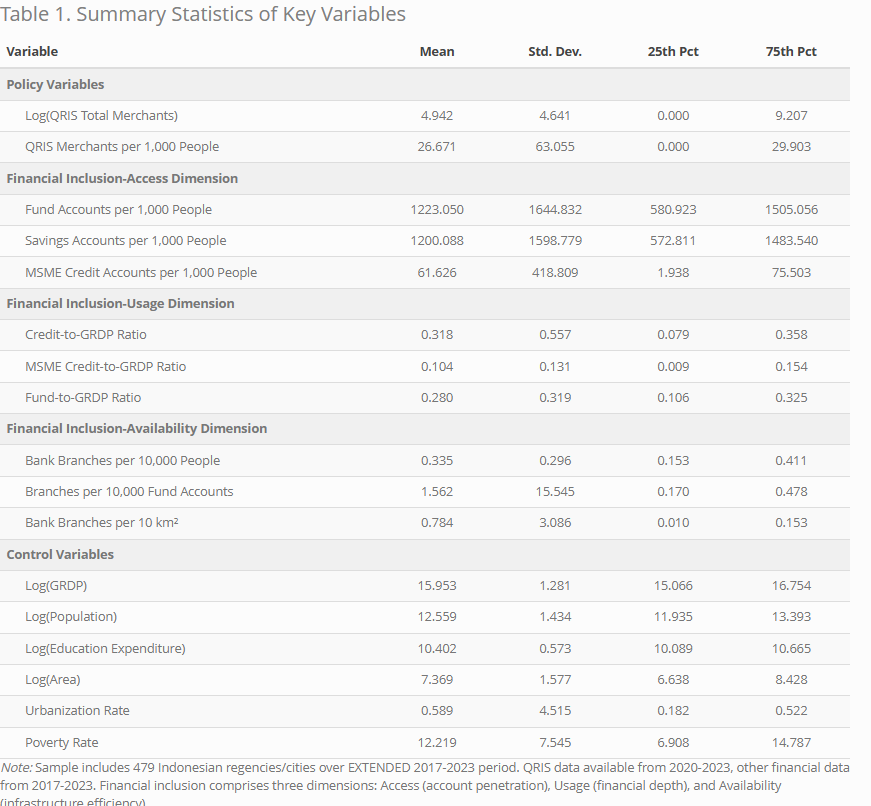 Table 1. Summary Statistics of Key Variables
Variable Mean Std. Dev. 25th Pct 75th Pct
Policy Variables
Log(QRIS Total Merchants) 4.942 4.641 0.000 9.207
QRIS Merchants per 1,000 People 26.671 63.055 0.000 29.903
Financial Inclusion-Access Dimension
Fund Accounts per 1,000 People 1223.050 1644.832 580.923 1505.056
Savings Accounts per 1,000 People 1200.088 1598.779 572.811 1483.540
MSME Credit Accounts per 1,000 People 61.626 418.809 1.938 75.503
Financial Inclusion-Usage Dimension
Credit-to-GRDP Ratio 0.318 0.557 0.079 0.358
MSME Credit-to-GRDP Ratio 0.104 0.131 0.009 0.154
Fund-to-GRDP Ratio 0.280 0.319 0.106 0.325
Financial Inclusion-Availability Dimension
Bank Branches per 10,000 People 0.335 0.296 0.153 0.411
Branches per 10,000 Fund Accounts 1.562 15.545 0.170 0.478
Bank Branches per 10 km² 0.784 3.086 0.010 0.153
Control Variables
Log(GRDP) 15.953 1.281 15.066 16.754
Log(Population) 12.559 1.434 11.935 13.393
Log(Education Expenditure) 10.402 0.573 10.089 10.665
Log(Area) 7.369 1.577 6.638 8.428
Urbanization Rate 0.589 4.515 0.182 0.522
Poverty Rate 12.219 7.545 6.908 14.787
Note: Sample includes 479 Indonesian regencies/cities over EXTENDED 2017-2023 period. QRIS data available from 2020-2023, other financial data
from 2017-2023. Financial inclusion comprises three dimensions: Access (account penetration), Usage (financial depth), and Availability
(infrastructure efficiency)